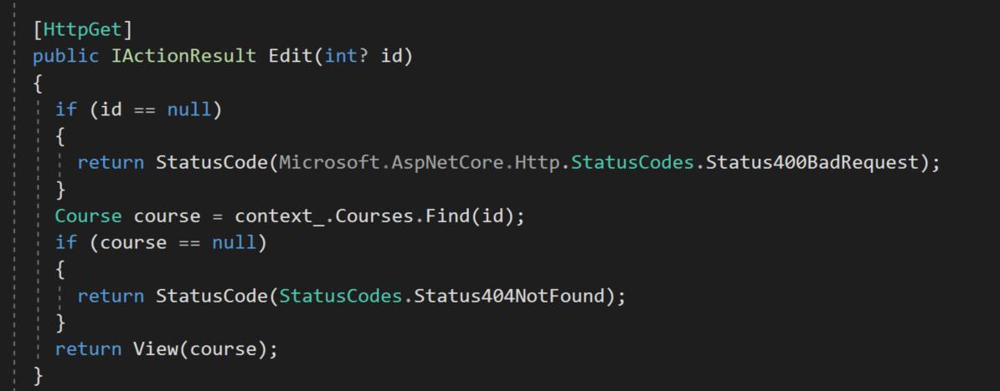 [HttpGet]
public IActionResult Edit(int? id)
{
if (id == null)
{
return StatusCode(Microsoft.AspNetCore.Http.StatusCodes.Status400BadRequest);
}
Course course = context_.Courses.Find(id);
if (course == null)
{
return StatusCode(StatusCodes.Status404NotFound);
}
return View(course);
}